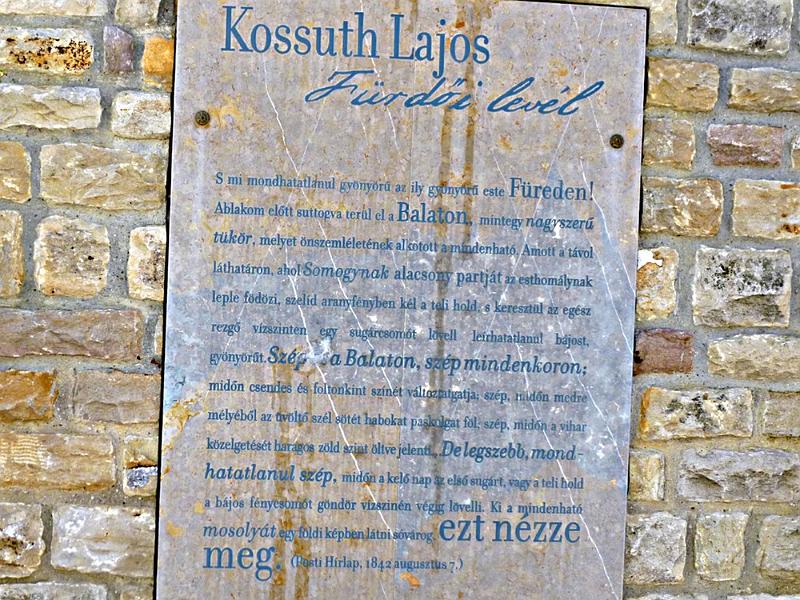 Kossuth Lajos
Fürdői levél
S mi mondhatatlanul gyönyörű az ily gyönyörű este Füreden!
Ablakom előtt suttogva terül el a Balaton, mintegy nagyszerű
tükör, melyet önszemléletének alkotott a mindenható. Amott a távol
láthatáron, ahol Somogynak alacsony partját az esthomálynak
leple födözi, szelíd aranyfényben kél a teli hold, s keresztül az egész
rezgő vízszinten egy sugárcsomót lövell leírhatatlanul bájost,
gyönyörűt. Szép a Balaton, szép mindenkoron;
midőn csendes és foltonkint színét változtatgatja; szép, midőn medre
mélyéből az üvöltő szél sötét habokat paskolgat föl; szép, midőn a vihar
közelgetését haragos zöld színt öltve jelenti. De legszebb, mond-
hatatlanul szép, midőn a kelő nap az első sugárt, vagy a teli hold
a bájos fénycsomót göndör vízszínén végig lövelli. Ki a mindenható
mosolyát egy földi képben látni sóvárog, ezt nézze
meg. (Pesti Hírlap, 1842 augusztus 7.)